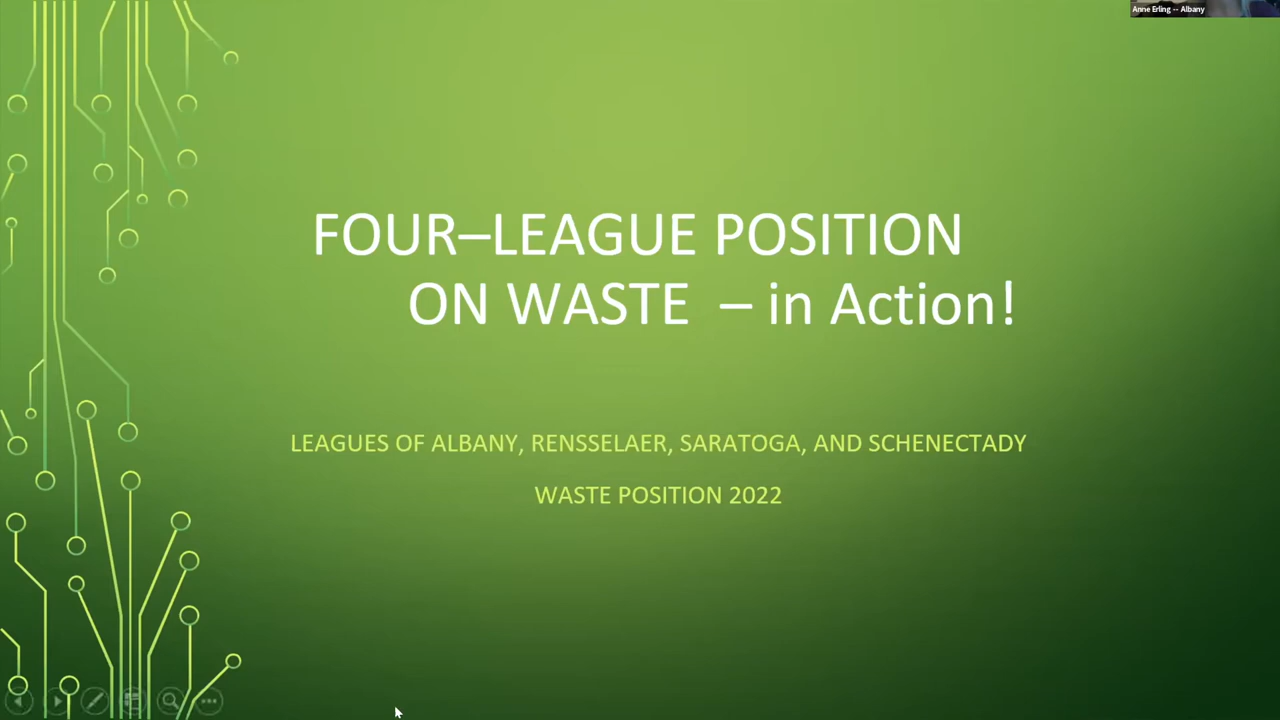 Anne Erling -- Albany
FOUR–LEAGUE POSITION
ON WASTE – in Action!
LEAGUES OF ALBANY, RENSSELAER, SARATOGA, AND SCHENECTADY
WASTE POSITION 2022